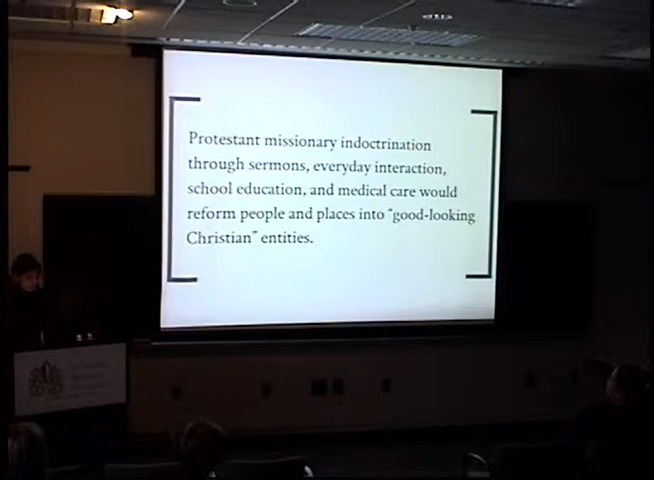 Protestant missionary indoctrination
through sermons, everyday interaction,
school education, and medical care would
reform people and places into “good-looking
Christian” entities.